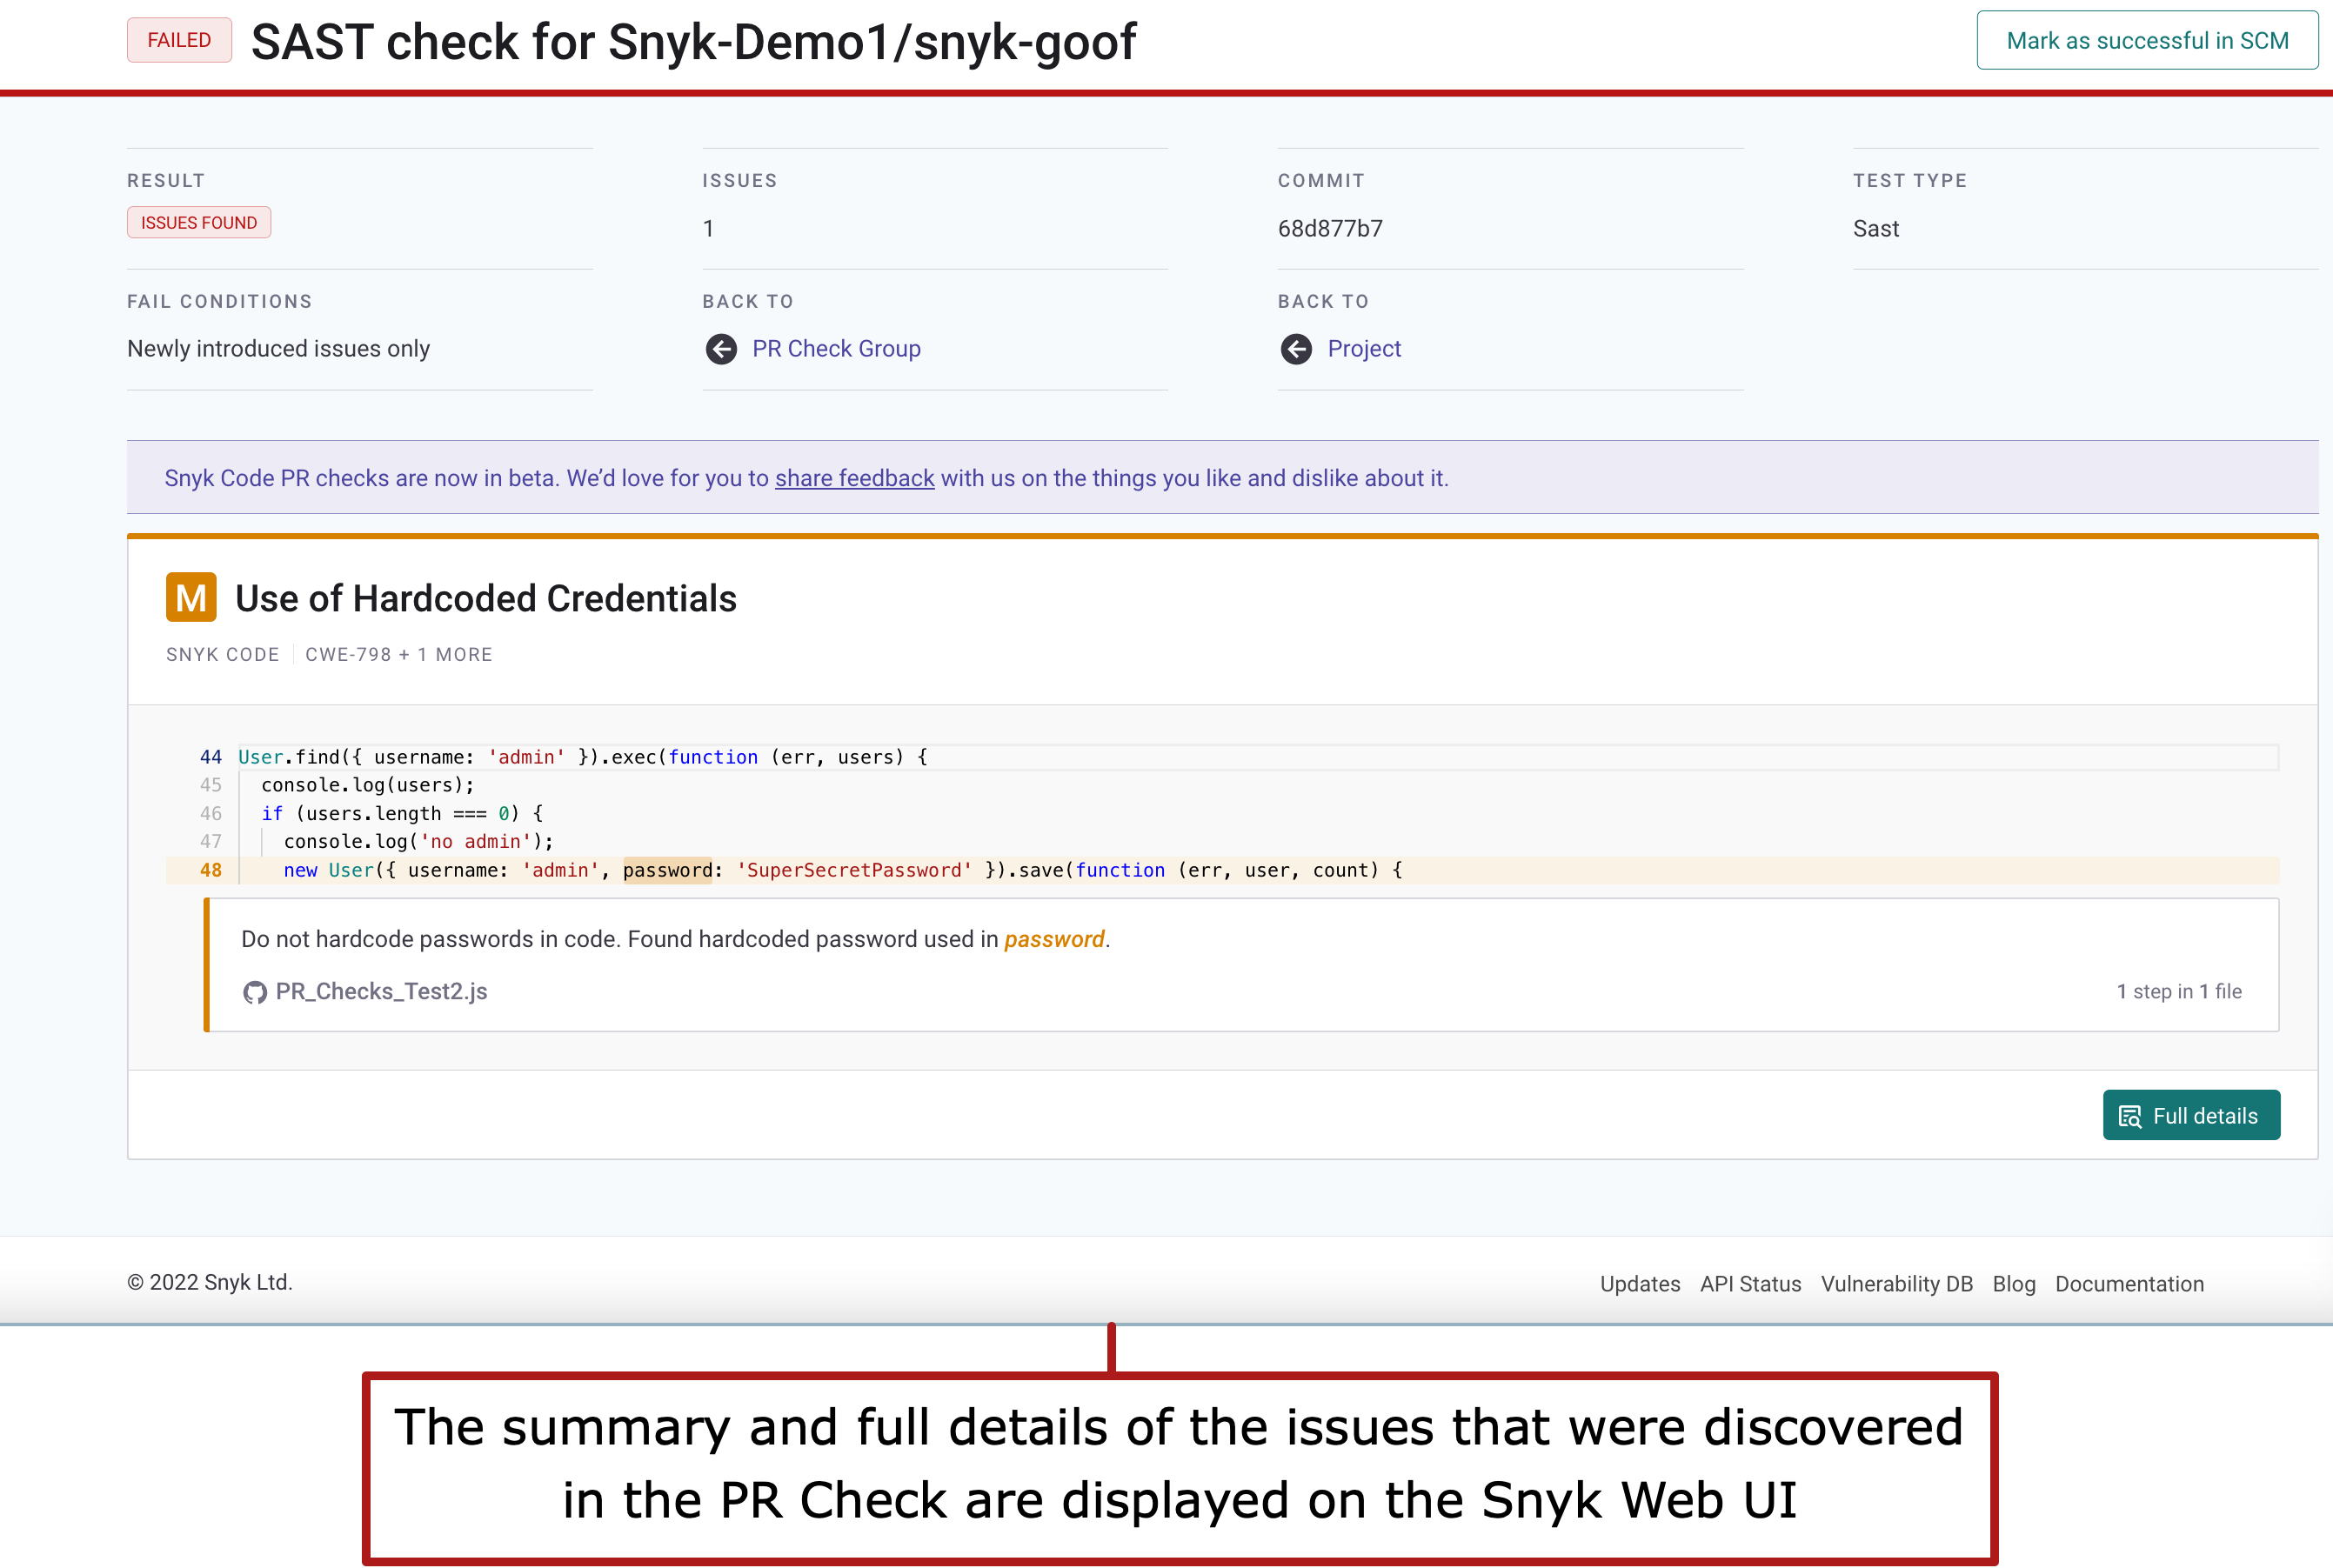 FAILED SAST check for Snyk-Demo1/snyk-goof Mark as successful in SCM
RESULT ISSUES COMMIT TEST TYPE
ISSUES FOUND 1 68d877b7 Sast
FAIL CONDITIONS BACK TO BACK TO
Newly introduced issues only PR Check Group Project
Snyk Code PR checks are now in beta. We’d love for you to share feedback with us on the things you like and dislike about it.
M Use of Hardcoded Credentials
SNYK CODE CWE-798 + 1 MORE
44 User.find({ username: 'admin' }).exec(function (err, users) {
45 console.log(users);
46 if (users.length === 0) {
47 console.log('no admin');
48 new User({ username: 'admin', password: 'SuperSecretPassword' }).save(function (err, user, count) {
Do not hardcode passwords in code. Found hardcoded password used in password.
PR_Checks_Test2.js 1 step in 1 file
Full details
© 2022 Snyk Ltd. Updates API Status Vulnerability DB Blog Documentation
The summary and full details of the issues that were discovered
in the PR Check are displayed on the Snyk Web UI